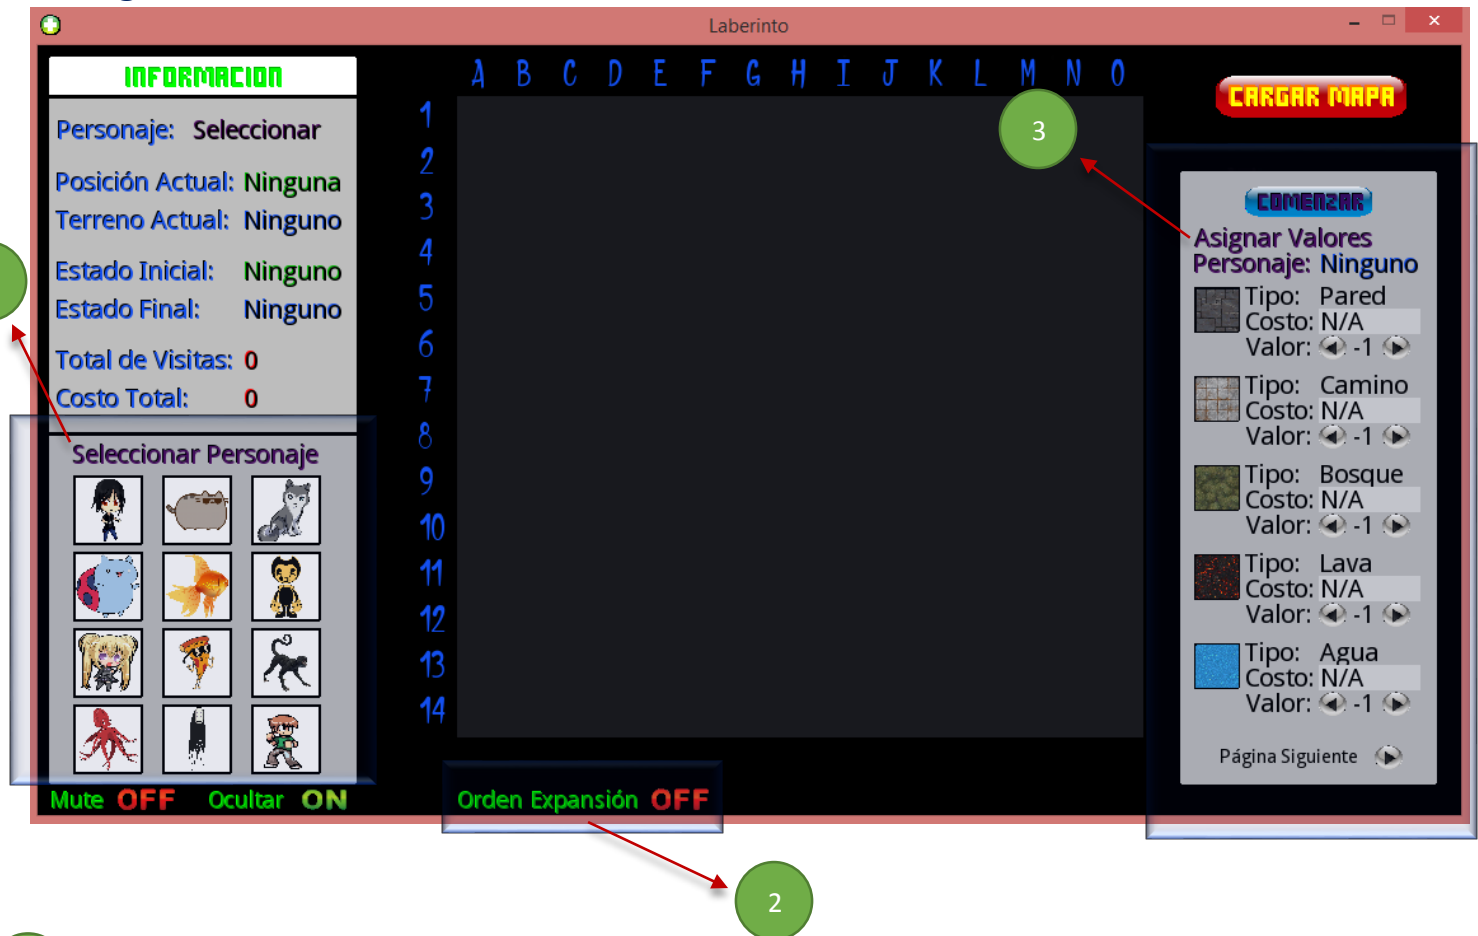 Laberinto
INFORMACION
Personaje: Seleccionar
Posición Actual: Ninguna
Terreno Actual: Ninguno
Estado Inicial: Ninguno
Estado Final: Ninguno
Total de Visitas: 0
Costo Total: 0
Seleccionar Personaje
Mute OFF Ocultar ON
A B C D E F G H I J K L M N O
1
2
3
4
5
6
7
8
9
10
11
12
13
14
3
Orden Expansión OFF
2
CARGAR MAPA
COMENZAR
Asignar Valores
Personaje: Ninguno
Tipo: Pared
Costo: N/A
Valor: -1
Tipo: Camino
Costo: N/A
Valor: -1
Tipo: Bosque
Costo: N/A
Valor: -1
Tipo: Lava
Costo: N/A
Valor: -1
Tipo: Agua
Costo: N/A
Valor: -1
Página Siguiente